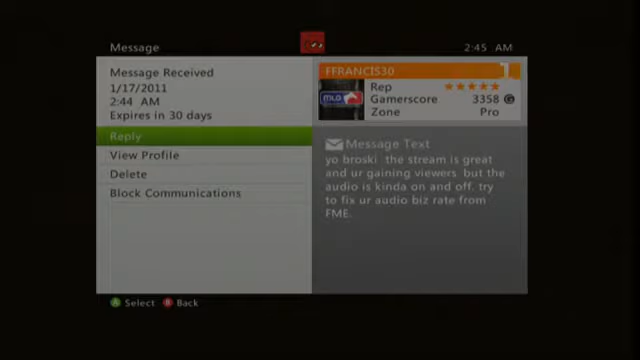 Message
2:45 AM
Message Received
1/17/2011
2:44 AM
Expires in 30 days
Reply
View Profile
Delete
Block Communications
FFRANCIS30
1
MLG
Rep
Gamerscore 3358 G
Zone Pro
Message Text
yo broski the stream is great
and ur gaining viewers but the
audio is kinda on and off. try
to fix ur audio biz rate from
FME.
A Select B Back